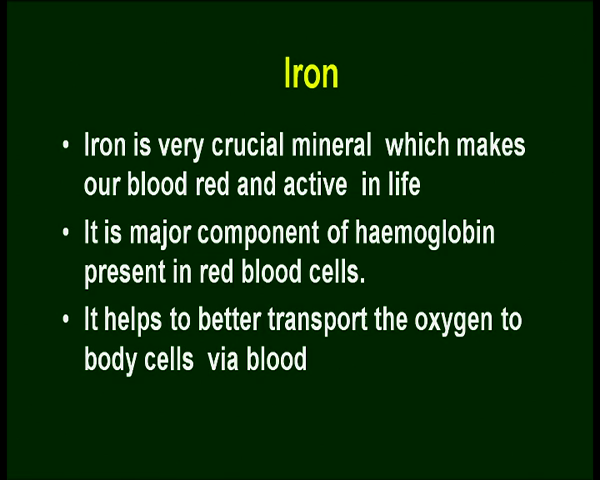 Iron
• Iron is very crucial mineral  which makes
our blood red and active  in life
• It is major component of haemoglobin
present in red blood cells.
• It helps to better transport the oxygen to
body cells  via blood